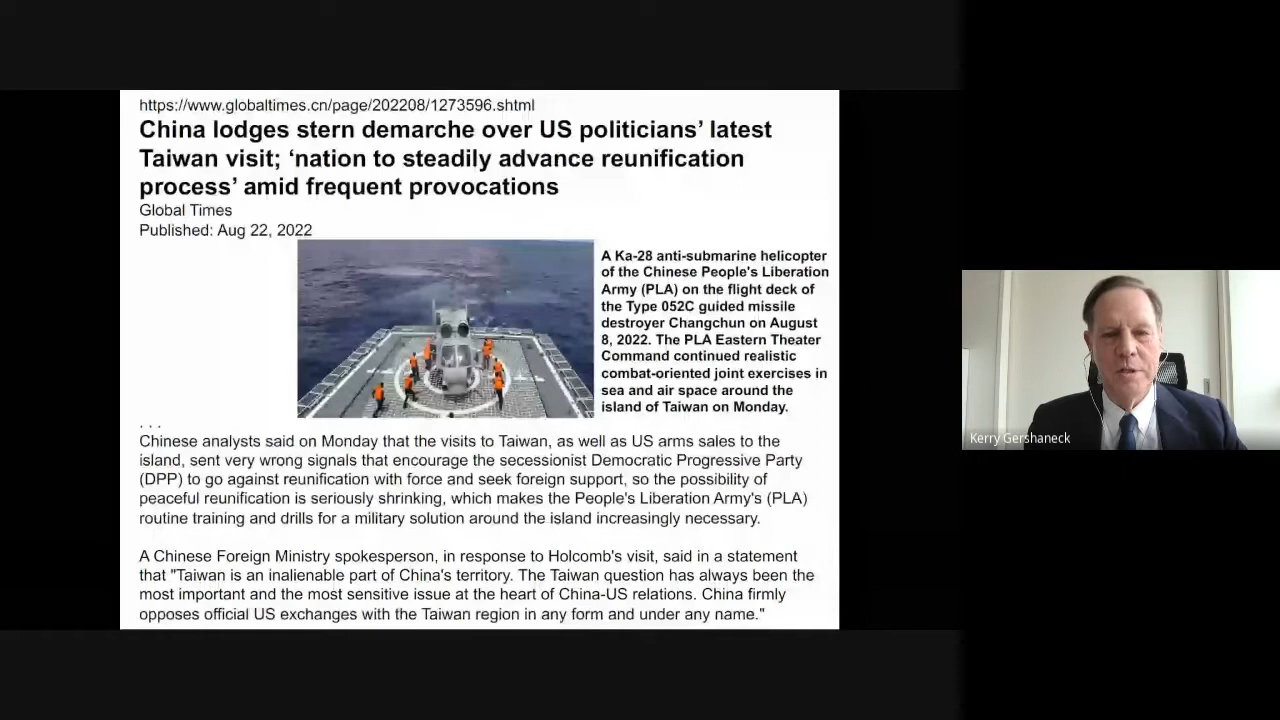 https://www.globaltimes.cn/page/202208/1273596.shtml
China lodges stern demarche over US politicians’ latest
Taiwan visit; ‘nation to steadily advance reunification
process’ amid frequent provocations
Global Times
Published: Aug 22, 2022
A Ka-28 anti-submarine helicopter
of the Chinese People's Liberation
Army (PLA) on the flight deck of
the Type 052C guided missile
destroyer Changchun on August
8, 2022. The PLA Eastern Theater
Command continued realistic
combat-oriented joint exercises in
sea and air space around the
island of Taiwan on Monday.
. . .
Chinese analysts said on Monday that the visits to Taiwan, as well as US arms sales to the
island, sent very wrong signals that encourage the secessionist Democratic Progressive Party
(DPP) to go against reunification with force and seek foreign support, so the possibility of
peaceful reunification is seriously shrinking, which makes the People's Liberation Army's (PLA)
routine training and drills for a military solution around the island increasingly necessary.
A Chinese Foreign Ministry spokesperson, in response to Holcomb's visit, said in a statement
that "Taiwan is an inalienable part of China's territory. The Taiwan question has always been the
most important and the most sensitive issue at the heart of China-US relations. China firmly
opposes official US exchanges with the Taiwan region in any form and under any name."
Kerry Gershaneck